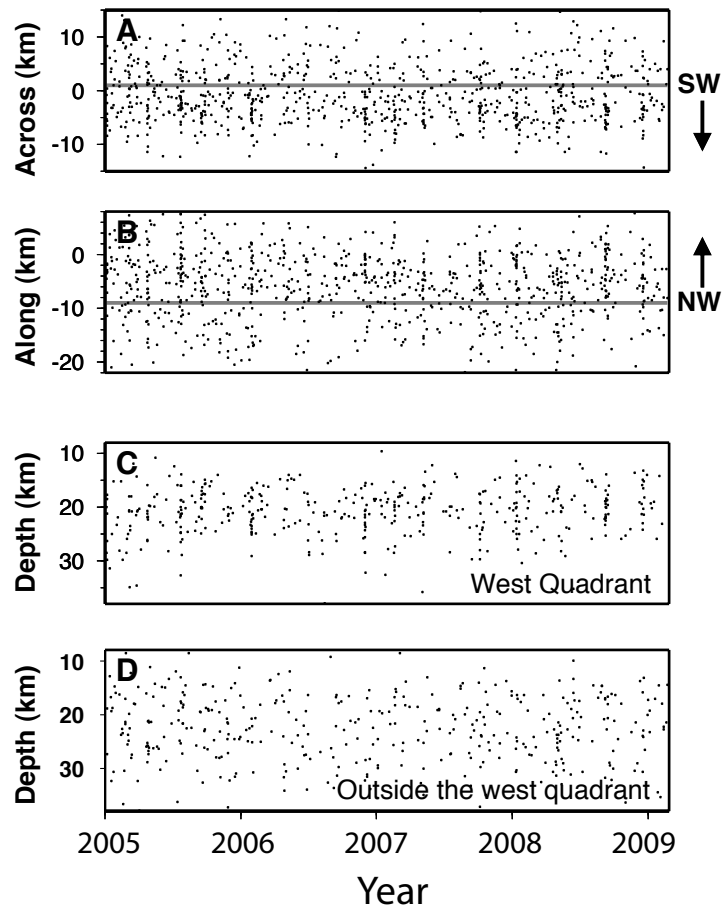 A
10
0
-10
Across (km)
SW
B
0
-10
-20
Along (km)
NW
C
10
20
30
Depth (km)
West Quadrant
D
10
20
30
Depth (km)
Outside the west quadrant
2005 2006 2007 2008 2009
Year